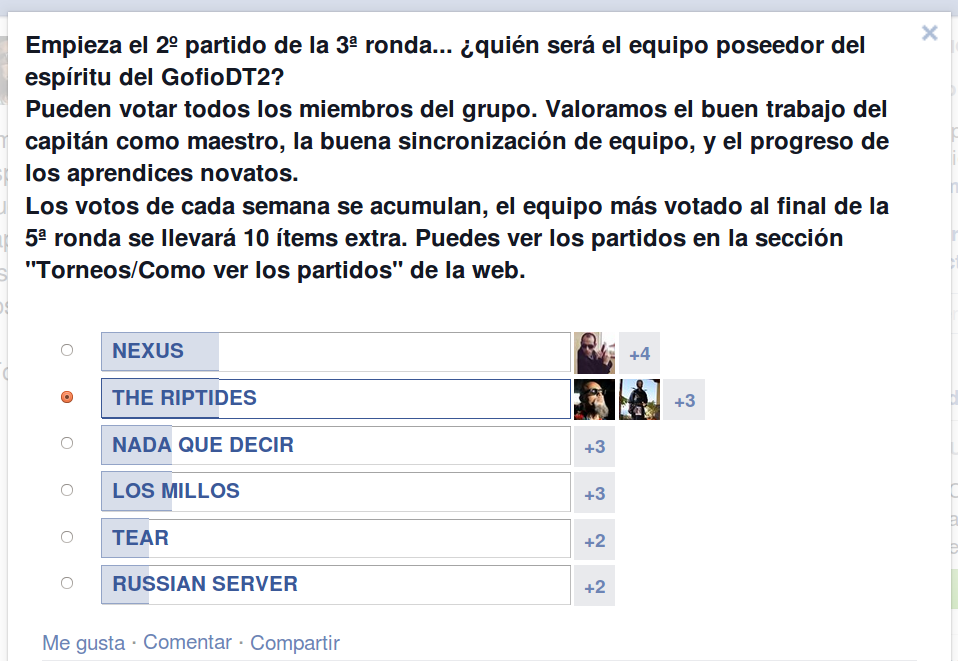 Empieza el 2º partido de la 3ª ronda... ¿quién será el equipo poseedor del
espíritu del GofioDT2?
Pueden votar todos los miembros del grupo. Valoramos el buen trabajo del
capitán como maestro, la buena sincronización de equipo, y el progreso de
los aprendices novatos.
Los votos de cada semana se acumulan, el equipo más votado al final de la
5ª ronda se llevará 10 ítems extra. Puedes ver los partidos en la sección
"Torneos/Como ver los partidos" de la web.
NEXUS +4
THE RIPTIDES +3
NADA QUE DECIR +3
LOS MILLOS +3
TEAR +2
RUSSIAN SERVER +2
Me gusta · Comentar · Compartir